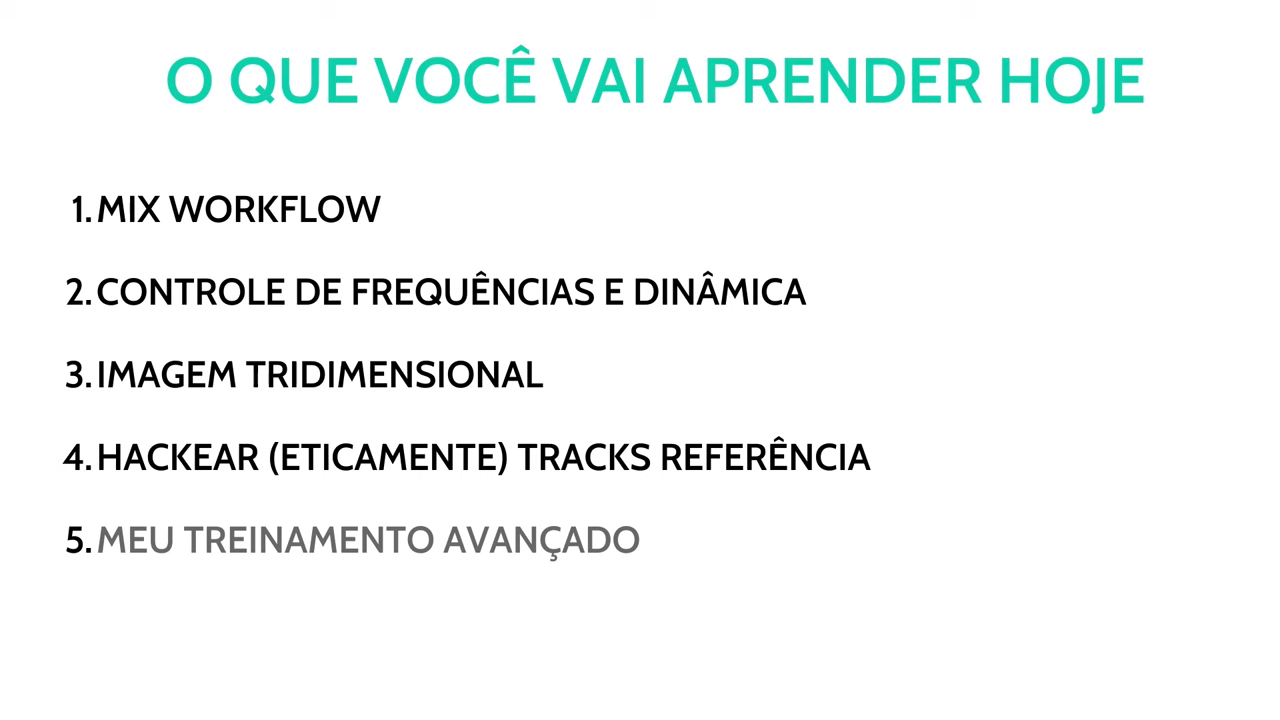 O QUE VOCÊ VAI APRENDER HOJE
1. MIX WORKFLOW
2. CONTROLE DE FREQUÊNCIAS E DINÂMICA
3. IMAGEM TRIDIMENSIONAL
4. HACKEAR (ETICAMENTE) TRACKS REFERÊNCIA
5. MEU TREINAMENTO AVANÇADO